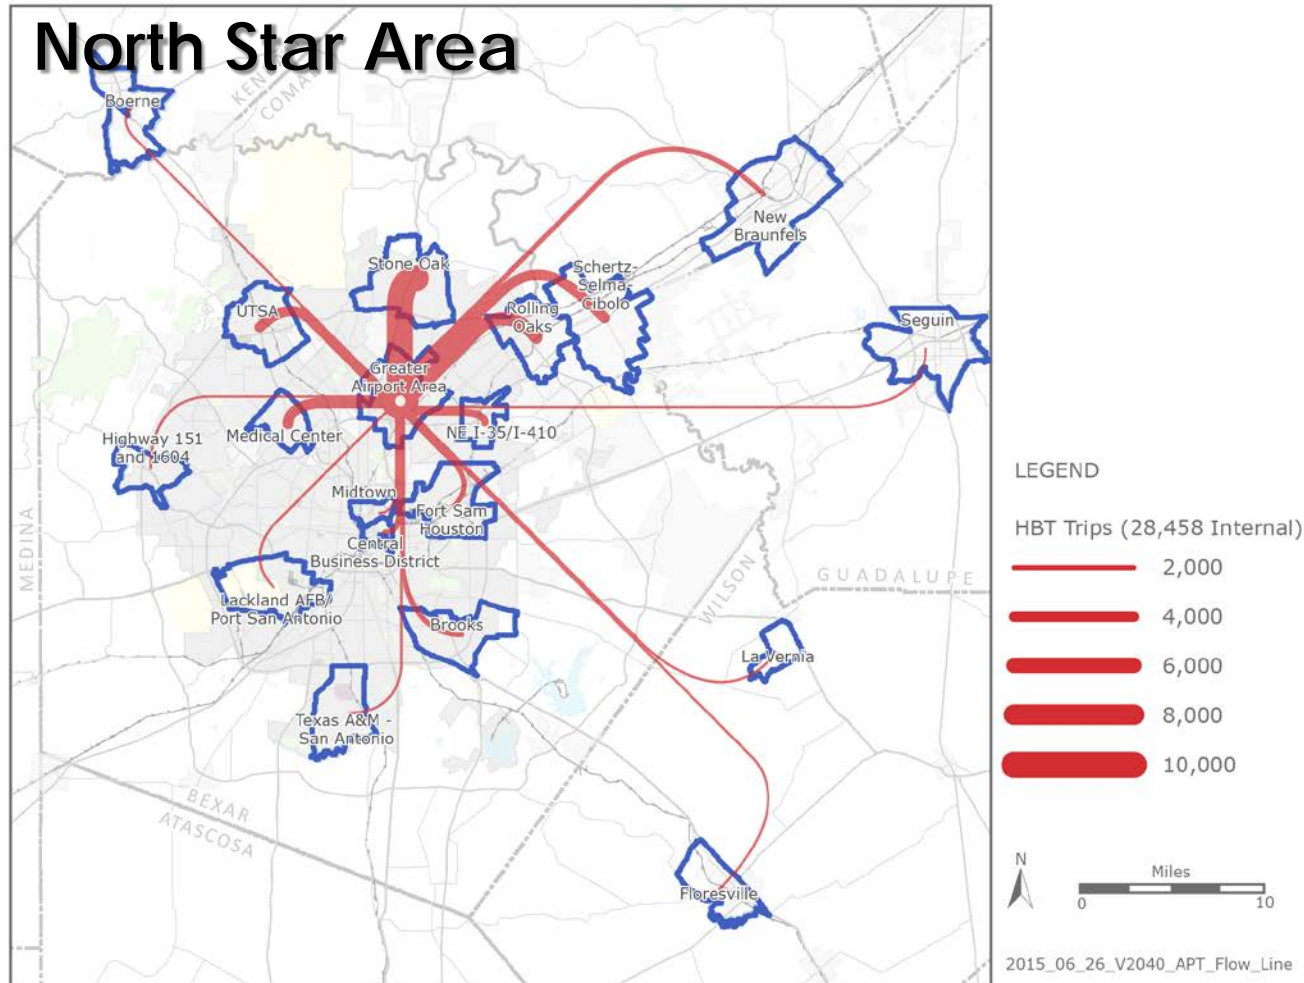 North Star Area
KEN
COMA
Boerne
New
Braunfels
Stone Oak
Schertz-
Selma-
Cibolo
UTSA
Rolling
Oaks
Seguin
Greater
Airport Area
Medical Center
NE I-35/I-410
Highway 151
and 1604
Midtown
Fort Sam
Houston
Central
Business District
MEDINA
Lackland AFB/
Port San Antonio
Brooks
WILSON
GUADALUPE
La Vernia
Texas A&M -
San Antonio
BEXAR
ATASCOSA
Floresville
LEGEND
HBT Trips (28,458 Internal)
2,000
4,000
6,000
8,000
10,000
N
Miles
0 10
2015_06_26_V2040_APT_Flow_Line